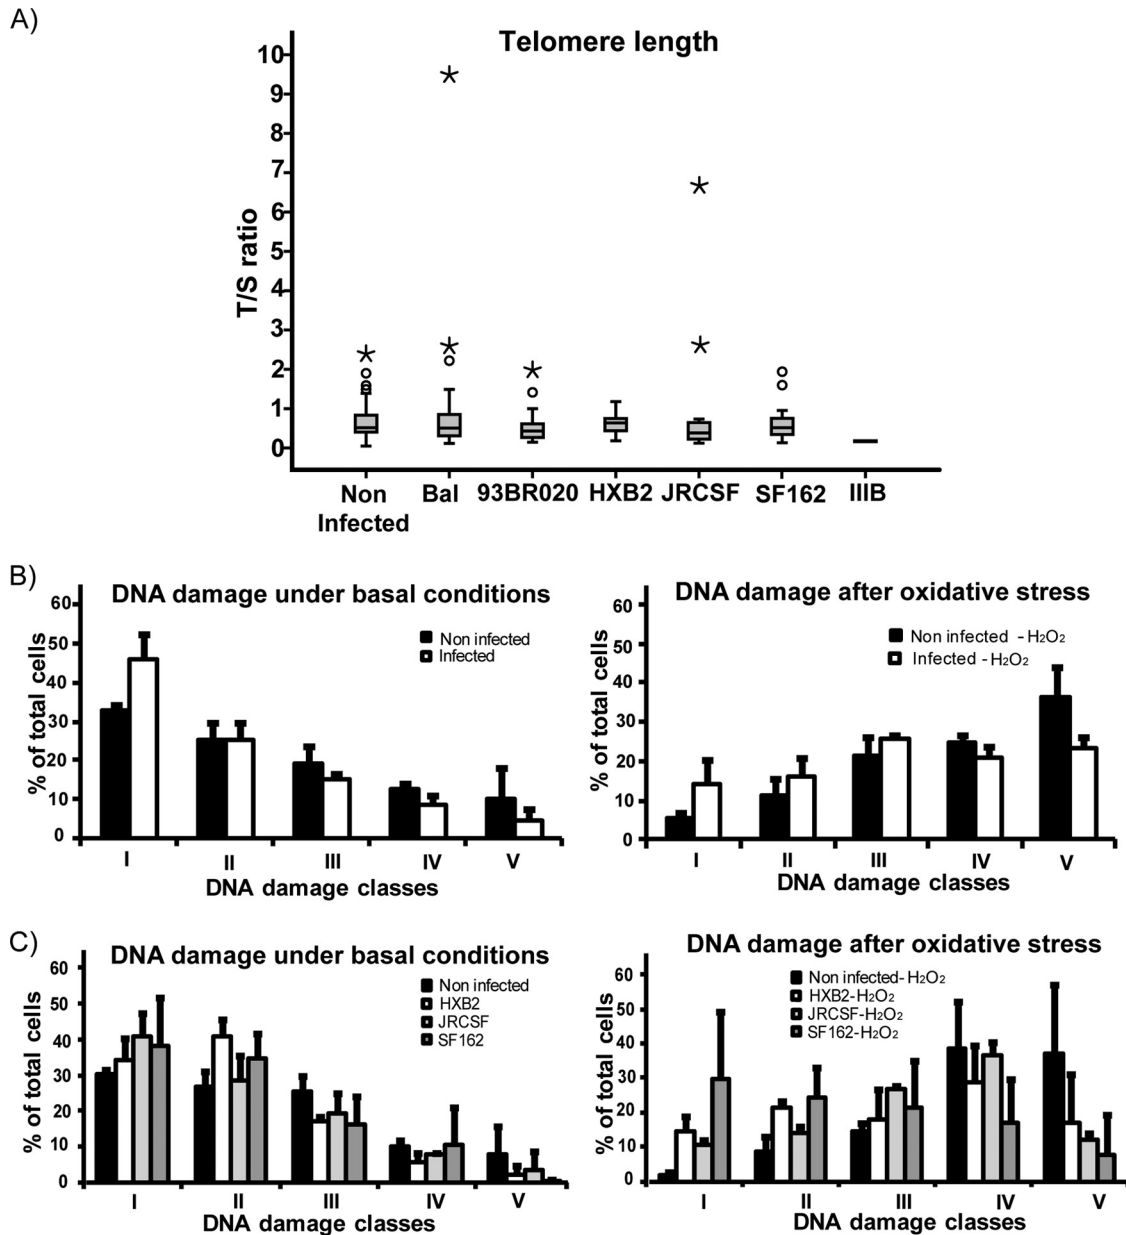 A)
Telomere length
10
9
8
7
6
5
4
3
2
1
0
T/S ratio
Non Infected
Bal
93BR020
HXB2
JRCSF
SF162
IIIB
B)
DNA damage under basal conditions
60
50
40
30
20
10
0
% of total cells
Non infected
Infected
I
II
III
IV
V
DNA damage classes
DNA damage after oxidative stress
60
50
40
30
20
10
0
% of total cells
Non infected -H₂O₂
Infected -H₂O₂
I
II
III
IV
V
DNA damage classes
C)
DNA damage under basal conditions
60
50
40
30
20
10
0
% of total cells
Non infected
HXB2
JRCSF
SF162
I
II
III
IV
V
DNA damage classes
DNA damage after oxidative stress
60
50
40
30
20
10
0
% of total cells
Non infected-H₂O₂
HXB2-H₂O₂
JRCSF-H₂O₂
SF162-H₂O₂
I
II
III
IV
V
DNA damage classes